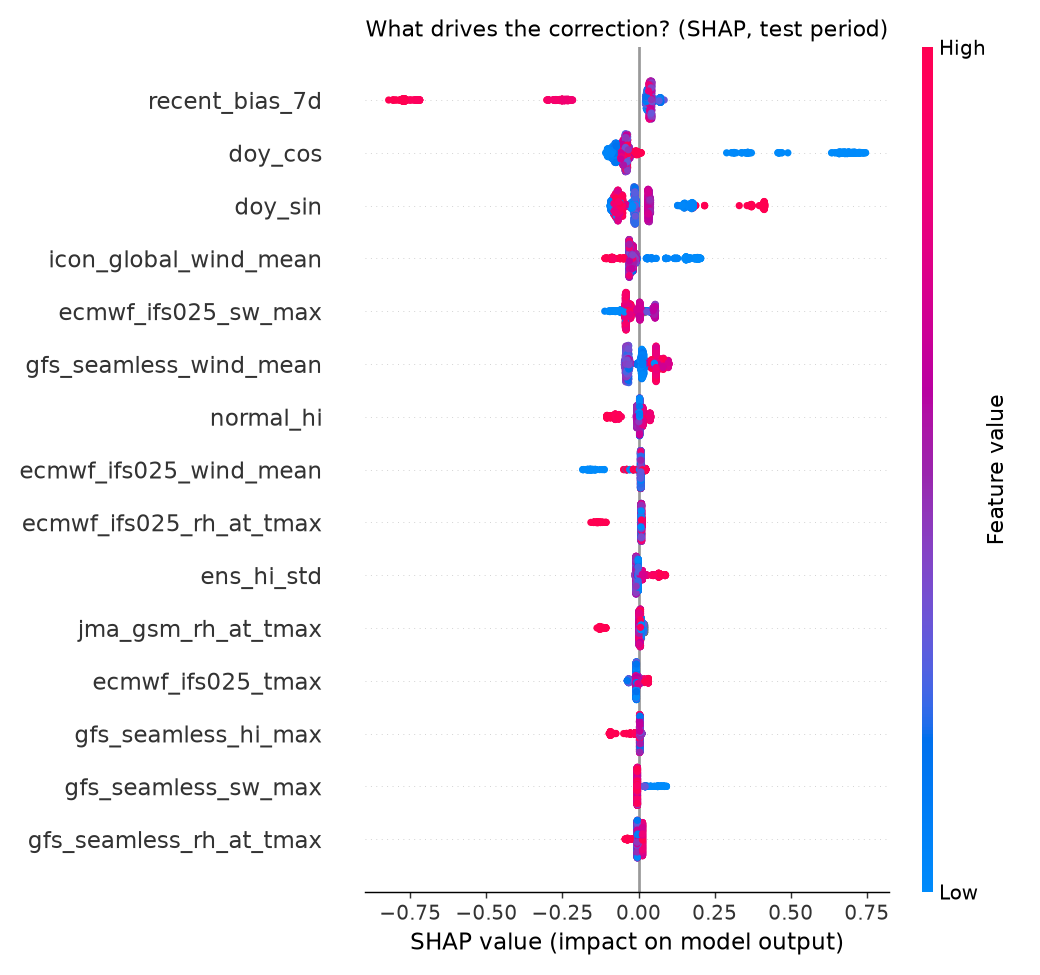 What drives the correction? (SHAP, test period)
High
recent_bias_7d
doy_cos
doy_sin
icon_global_wind_mean
ecmwf_ifs025_sw_max
gfs_seamless_wind_mean
normal_hi
ecmwf_ifs025_wind_mean
ecmwf_ifs025_rh_at_tmax
ens_hi_std
jma_gsm_rh_at_tmax
ecmwf_ifs025_tmax
gfs_seamless_hi_max
gfs_seamless_sw_max
gfs_seamless_rh_at_tmax
Feature value
Low
−0.75 −0.50 −0.25 0.00 0.25 0.50 0.75
SHAP value (impact on model output)